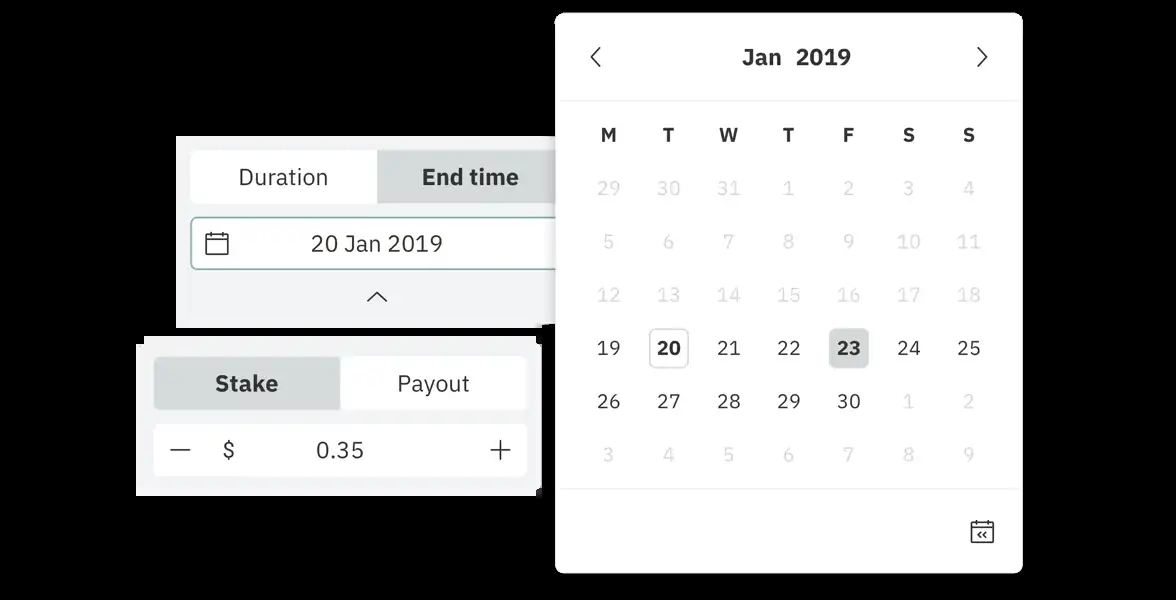 Duration End time
20 Jan 2019
Stake Payout
— $ 0.35 +
Jan 2019
M T W T F S S
29 30 31 1 2 3 4
5 6 7 8 9 10 11
12 13 14 15 16 17 18
19 20 21 22 23 24 25
26 27 28 29 30 1 2
3 4 5 6 7 8 9